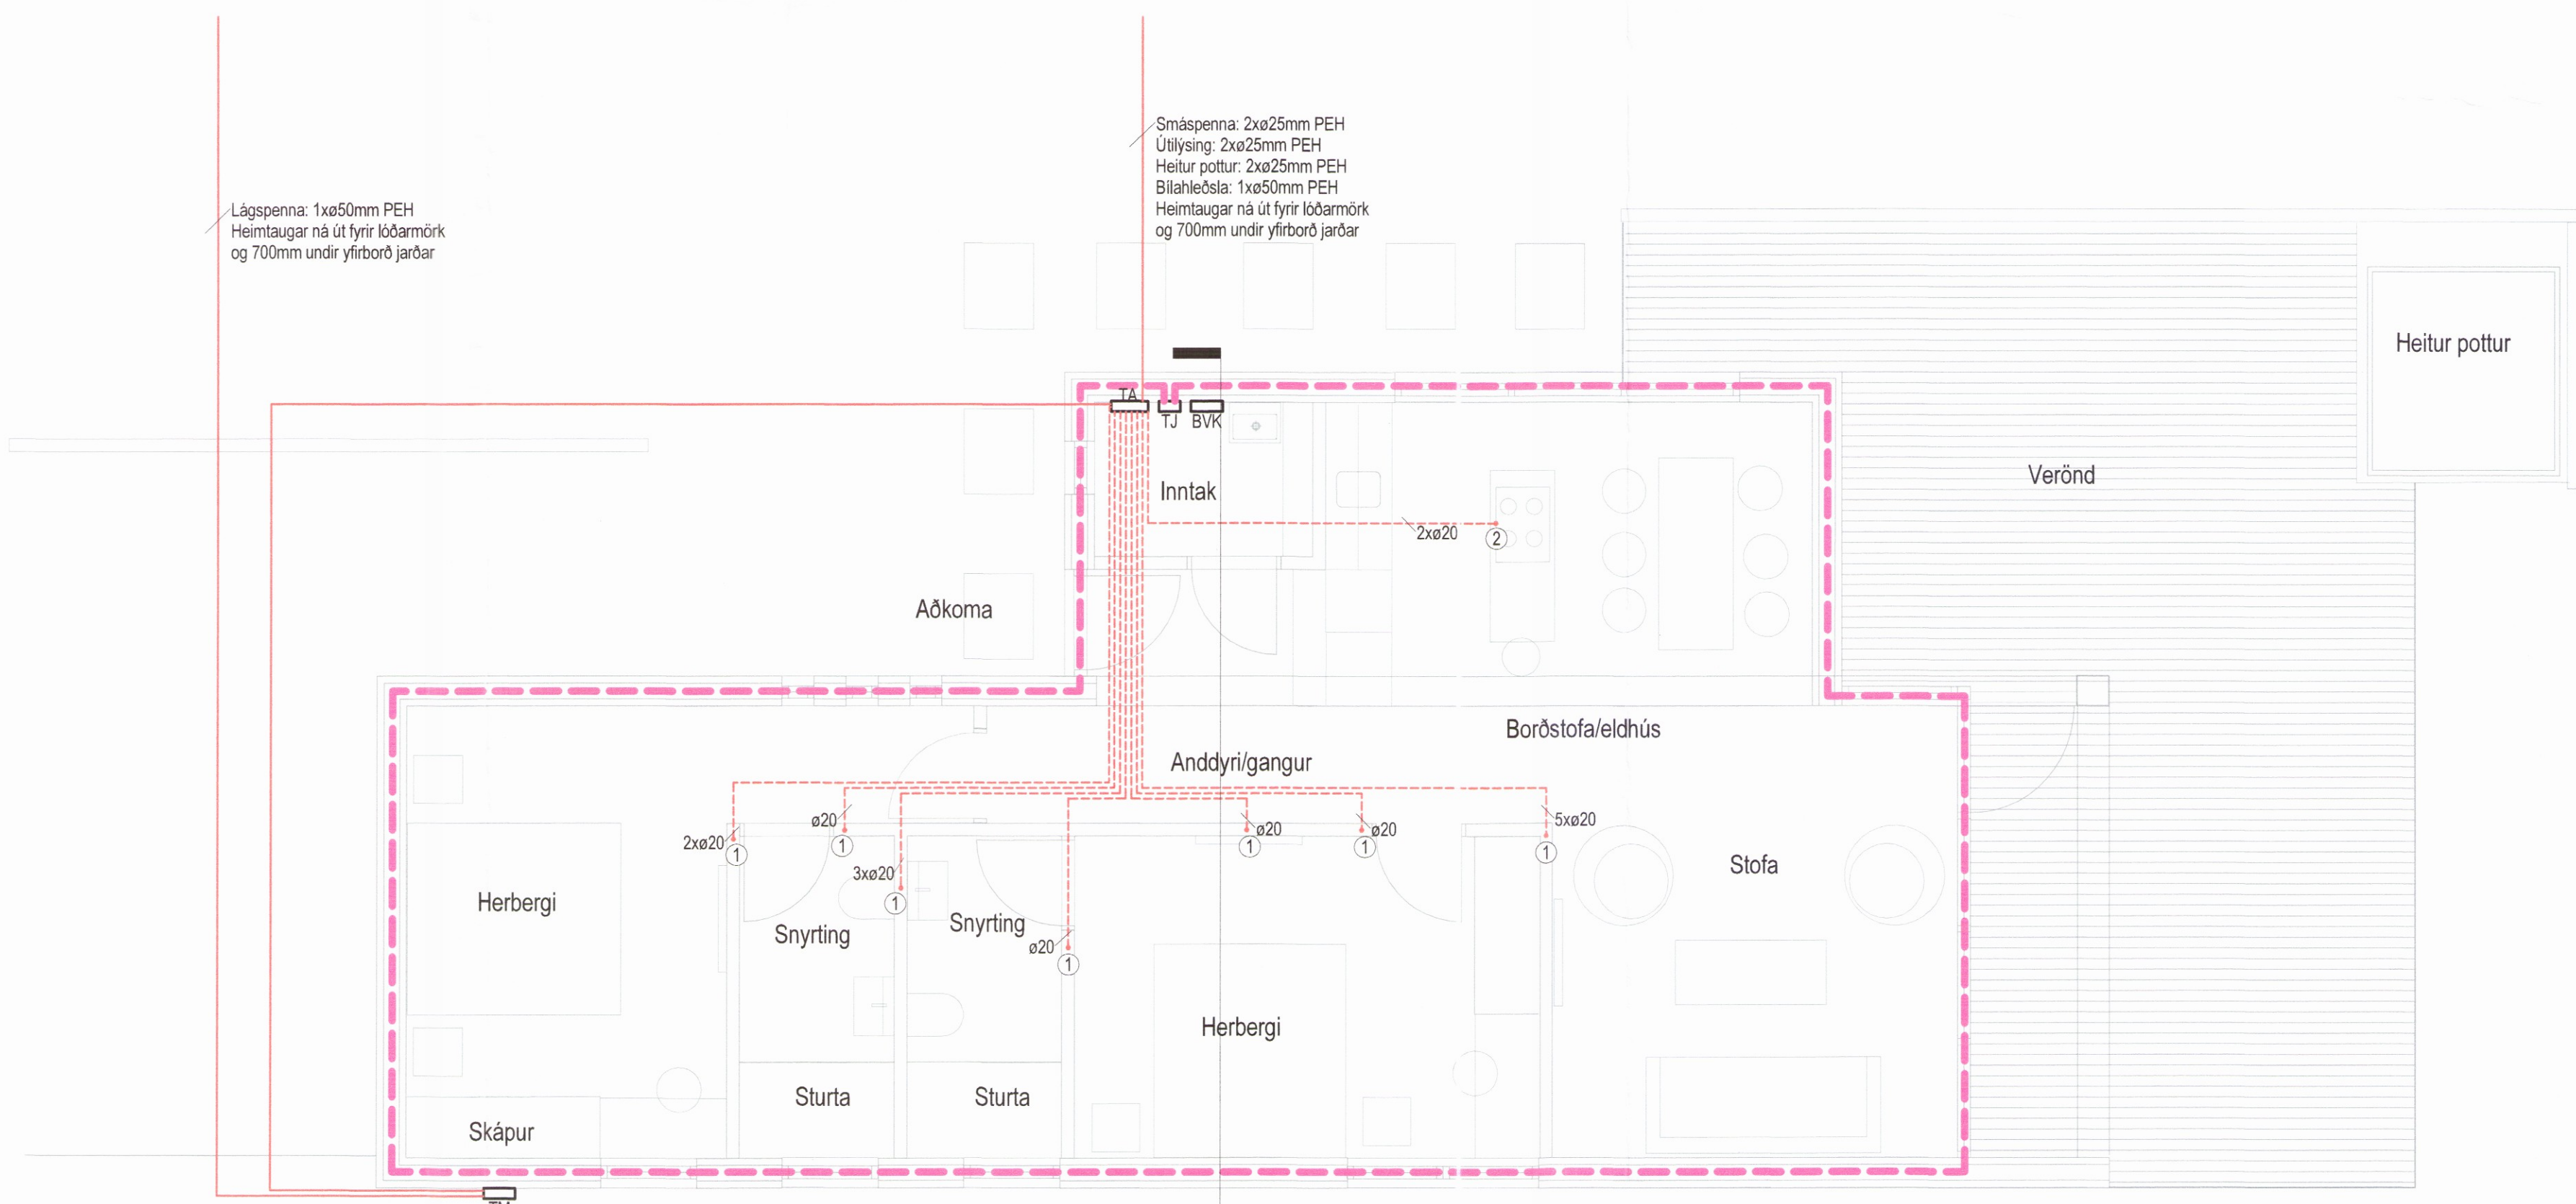 Smáspenna: 2xø25mm PEH
Útilýsing: 2xø25mm PEH
Heitur pottur: 2xø25mm PEH
Bílahleðsla: 1xø50mm PEH
Heimtaugar ná út fyrir lóðarmörk
og 700mm undir yfirborð jarðar
Lágspenna: 1xø50mm PEH
Heimtaugar ná út fyrir lóðarmörk
og 700mm undir yfirborð jarðar
Heitur pottur
TA
TJ
BVK
Verönd
Inntak
2xø20
2
Aðkoma
Borðstofa/eldhús
Anddyri/gangur
ø20
5xø20
ø20
ø20
2xø20
1
1
1
1
1
Stofa
3xø20
1
Herbergi
Snyrting
Snyrting
ø20
1
Herbergi
Sturta
Sturta
Skápur